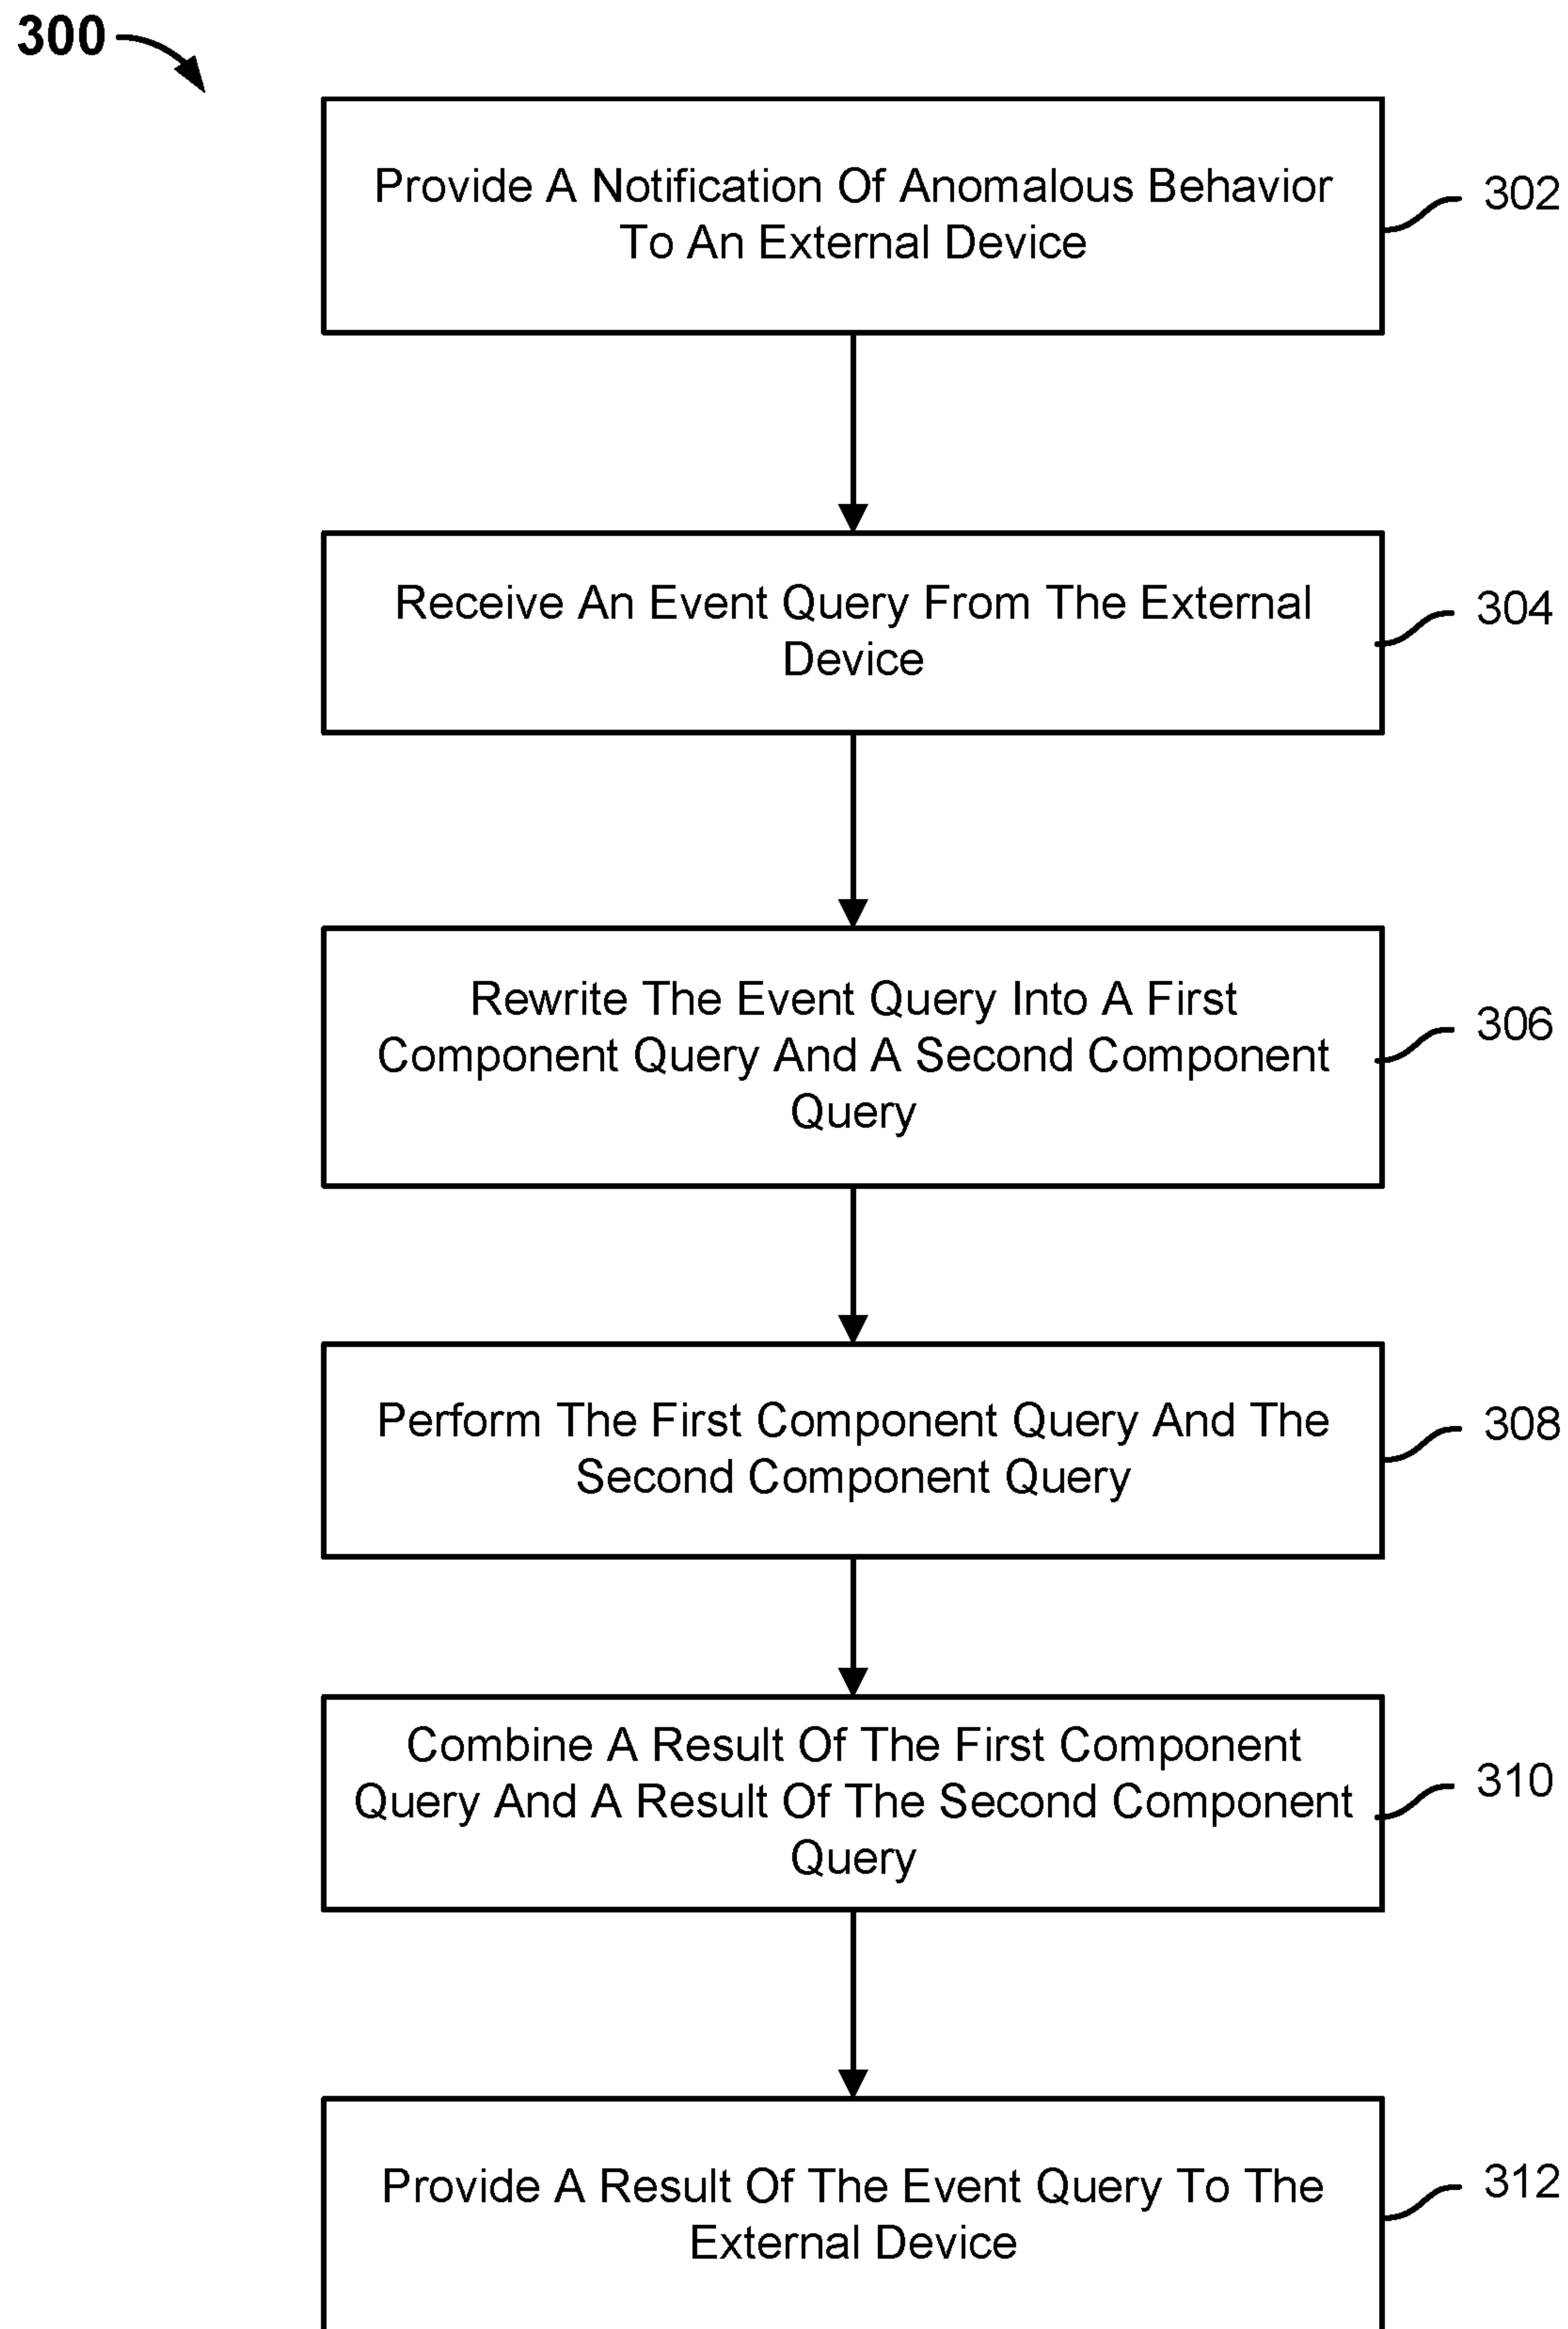 300
Provide A Notification Of Anomalous Behavior
To An External Device
302
Receive An Event Query From The External
Device
304
Rewrite The Event Query Into A First
Component Query And A Second Component
Query
306
Perform The First Component Query And The
Second Component Query
308
Combine A Result Of The First Component
Query And A Result Of The Second Component
Query
310
Provide A Result Of The Event Query To The
External Device
312